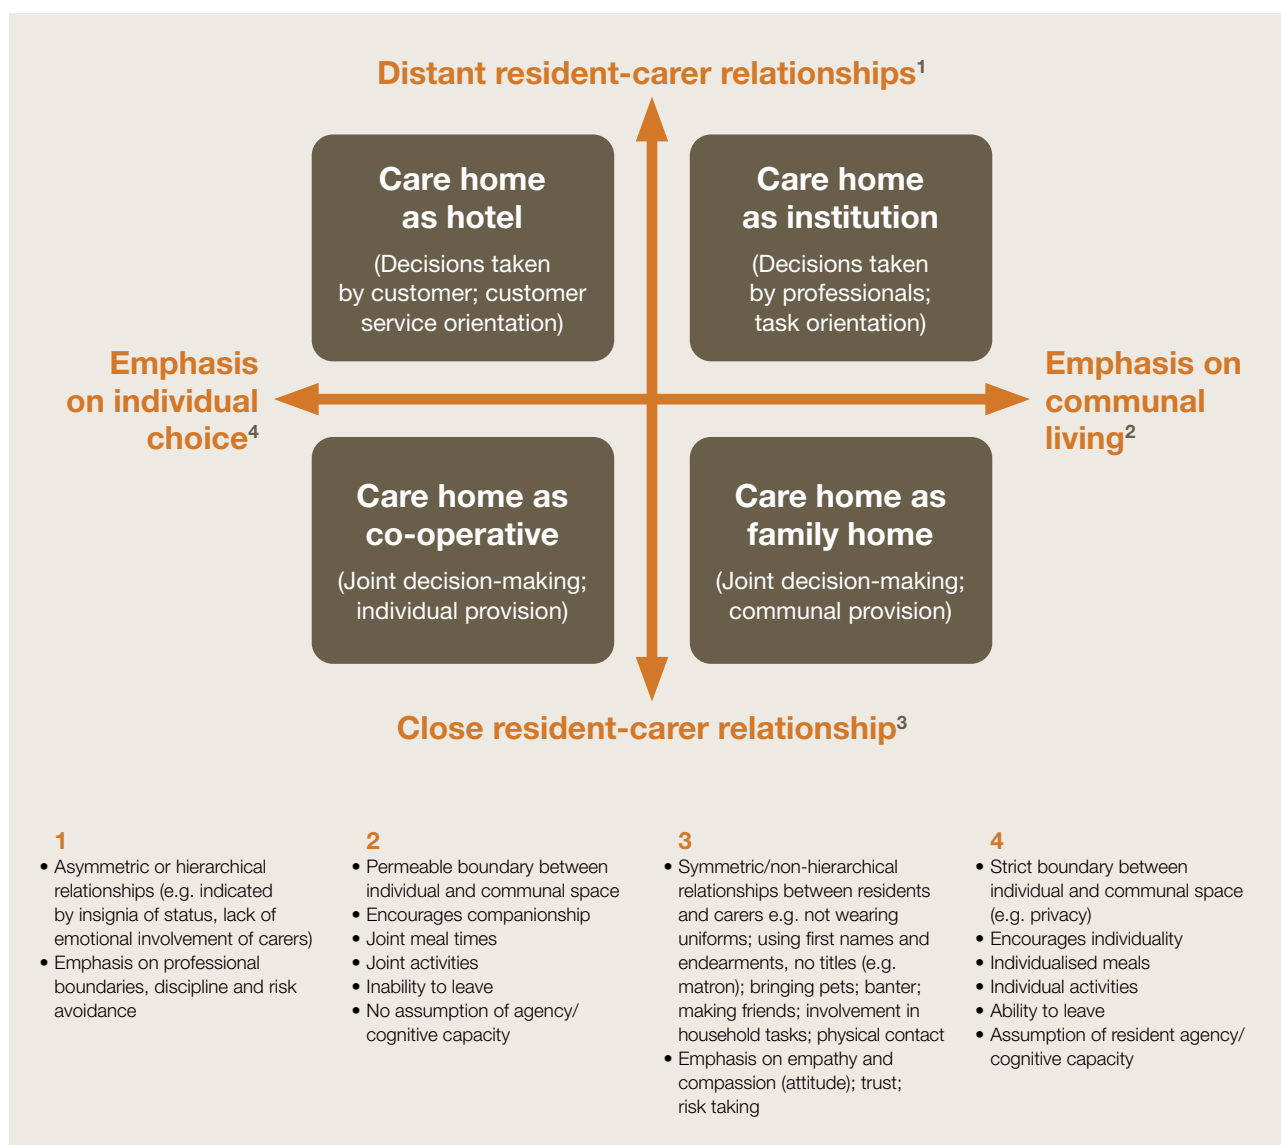 Distant resident-carer relationships1
Care home
as hotel
(Decisions taken
by customer; customer
service orientation)
Care home
as institution
(Decisions taken
by professionals;
task orientation)
Emphasis
on individual
choice4
Emphasis on
communal
living2
Care home as
co-operative
(Joint decision-making;
individual provision)
Care home as
family home
(Joint decision-making;
communal provision)
Close resident-carer relationship3
1
• Asymmetric or hierarchical
relationships (e.g. indicated
by insignia of status, lack of
emotional involvement of carers)
• Emphasis on professional
boundaries, discipline and risk
avoidance
2
• Permeable boundary between
individual and communal space
• Encourages companionship
• Joint meal times
• Joint activities
• Inability to leave
• No assumption of agency/
cognitive capacity
3
• Symmetric/non-hierarchical
relationships between residents
and carers e.g. not wearing
uniforms; using first names and
endearments, no titles (e.g.
matron); bringing pets; banter;
making friends; involvement in
household tasks; physical contact
• Emphasis on empathy and
compassion (attitude); trust;
risk taking
4
• Strict boundary between
individual and communal space
(e.g. privacy)
• Encourages individuality
• Individualised meals
• Individual activities
• Ability to leave
• Assumption of resident agency/
cognitive capacity